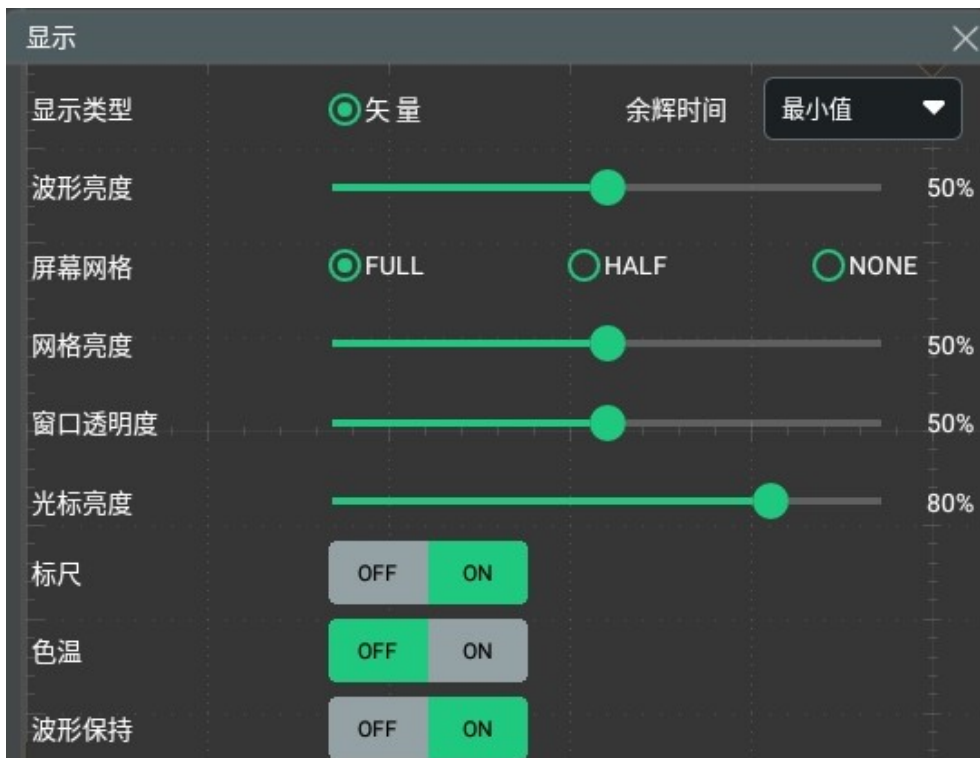 显示
显示类型 矢量 余辉时间 最小值
波形亮度 50%
屏幕网格 FULL HALF NONE
网格亮度 50%
窗口透明度 50%
光标亮度 80%
标尺 OFF ON
色温 OFF ON
波形保持 OFF ON